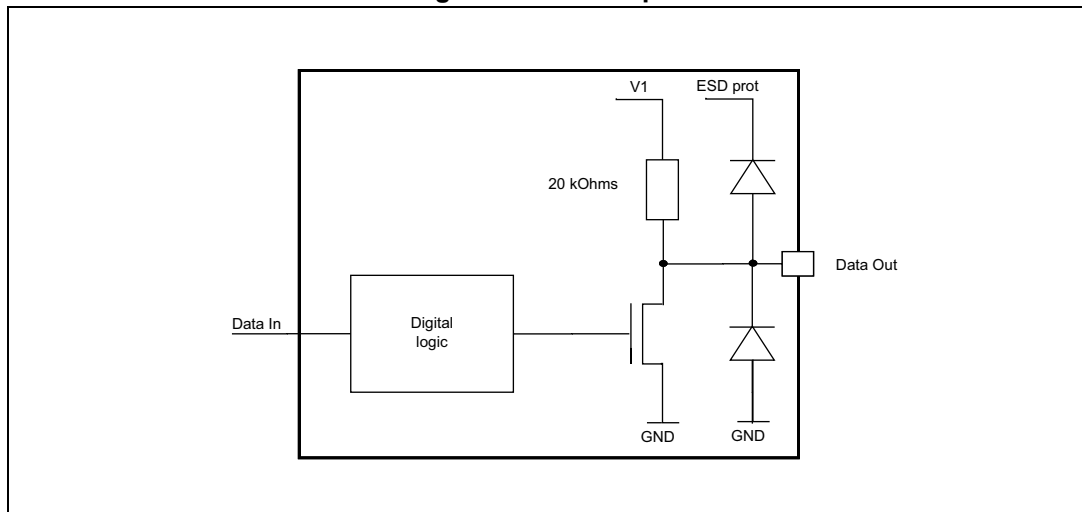 V1
ESD prot
20 kOhms
Data Out
Data In
Digital
logic
GND
GND